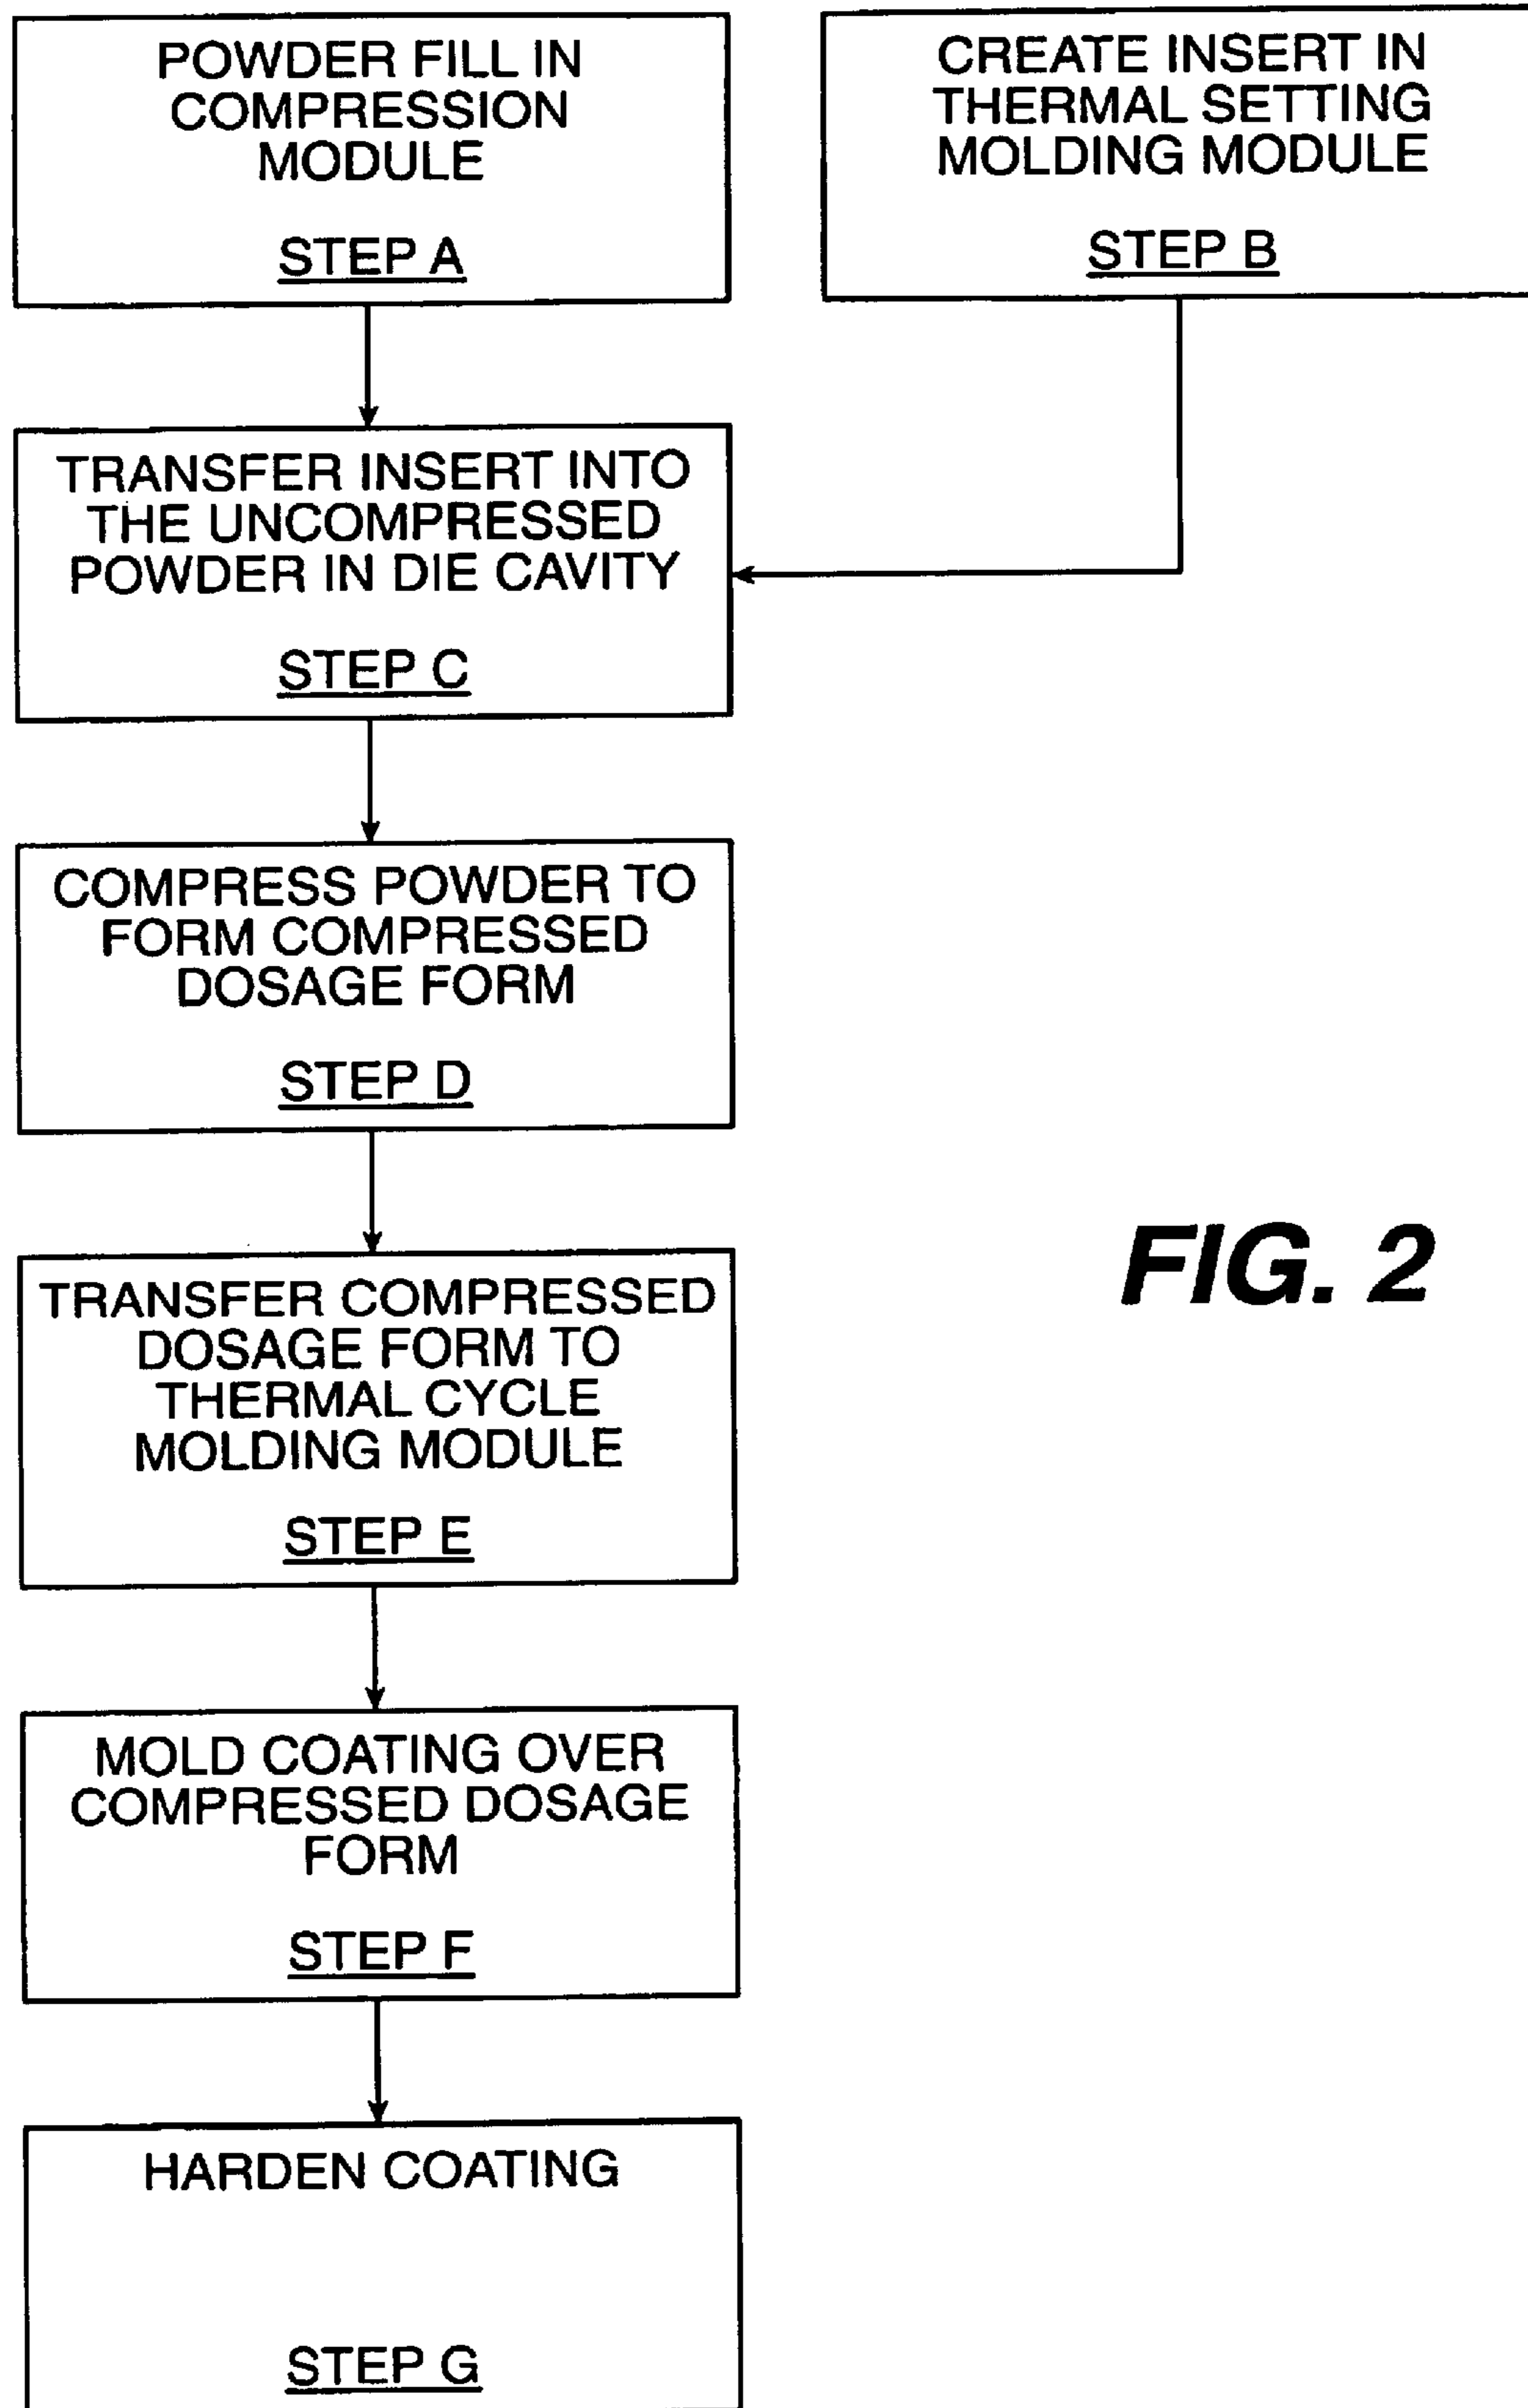 POWDER FILL IN
COMPRESSION
MODULE
STEP A
CREATE INSERT IN
THERMAL SETTING
MOLDING MODULE
STEP B
TRANSFER INSERT INTO
THE UNCOMPRESSED
POWDER IN DIE CAVITY
STEP C
COMPRESS POWDER TO
FORM COMPRESSED
DOSAGE FORM
STEP D
TRANSFER COMPRESSED
DOSAGE FORM TO
THERMAL CYCLE
MOLDING MODULE
STEP E
FIG. 2
MOLD COATING OVER
COMPRESSED DOSAGE
FORM
STEP F
HARDEN COATING
STEP G